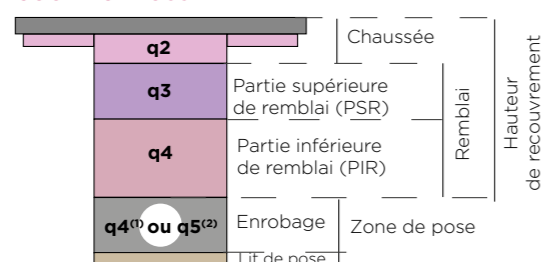 q2
Chaussée
q3
Partie supérieure
de remblai (PSR)
q4
Partie inférieure
de remblai (PIR)
Remblai
Hauteur
de recouvrement
q4⁽¹⁾ ou q5⁽²⁾
Enrobage
Zone de pose
Lit de pose